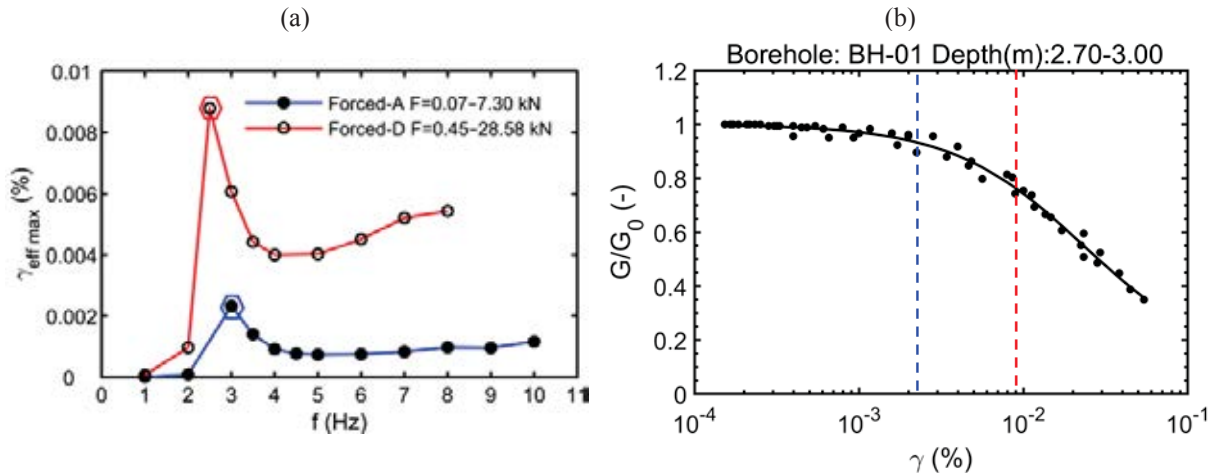 (a)
0.01
0.008
0.006
0.004
0.002
0
γeff max (%)
Forced-A F=0.07–7.30 kN
Forced-D F=0.45–28.58 kN
1 2 3 4 5 6 7 8 9 10 11
f (Hz)
(b)
Borehole: BH-01 Depth(m):2.70-3.00
1.2
1
0.8
0.6
0.4
0.2
0
G/G₀ (-)
10⁻⁴ 10⁻³ 10⁻² 10⁻¹
γ (%)